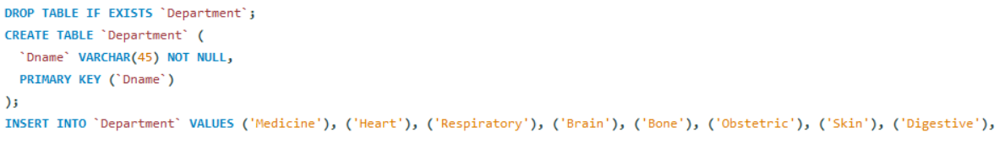 DROP TABLE IF EXISTS `Department`;
CREATE TABLE `Department` (
  `Dname` VARCHAR(45) NOT NULL,
  PRIMARY KEY (`Dname`)
);
INSERT INTO `Department` VALUES ('Medicine'), ('Heart'), ('Respiratory'), ('Brain'), ('Bone'), ('Obstetric'), ('Skin'), ('Digestive'),